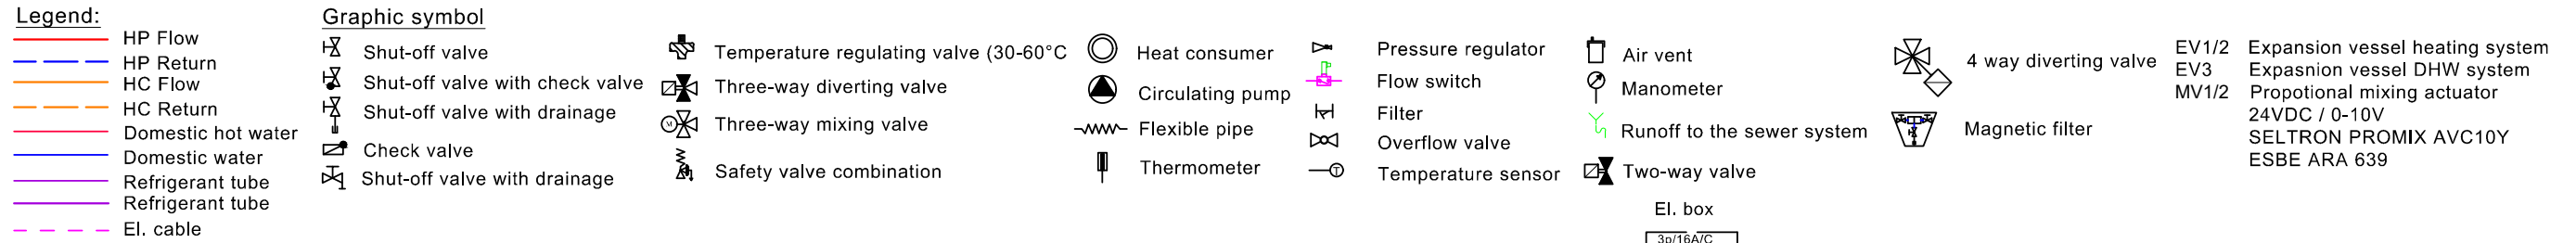 Legend:
HP Flow
HP Return
HC Flow
HC Return
Domestic hot water
Domestic water
Refrigerant tube
Refrigerant tube
El. cable
Graphic symbol
Shut-off valve
Shut-off valve with check valve
Shut-off valve with drainage
Check valve
Shut-off valve with drainage
Temperature regulating valve (30-60°C
Three-way diverting valve
M
Three-way mixing valve
Safety valve combination
Heat consumer
Circulating pump
Flexible pipe
Thermometer
Pressure regulator
Flow switch
Filter
Overflow valve
T
Temperature sensor
Air vent
Manometer
Runoff to the sewer system
Two-way valve
El. box
3p/16A/C
4 way diverting valve
Magnetic filter
EV1/2 Expansion vessel heating system
EV3 Expasnion vessel DHW system
MV1/2 Propotional mixing actuator
24VDC / 0-10V
SELTRON PROMIX AVC10Y
ESBE ARA 639